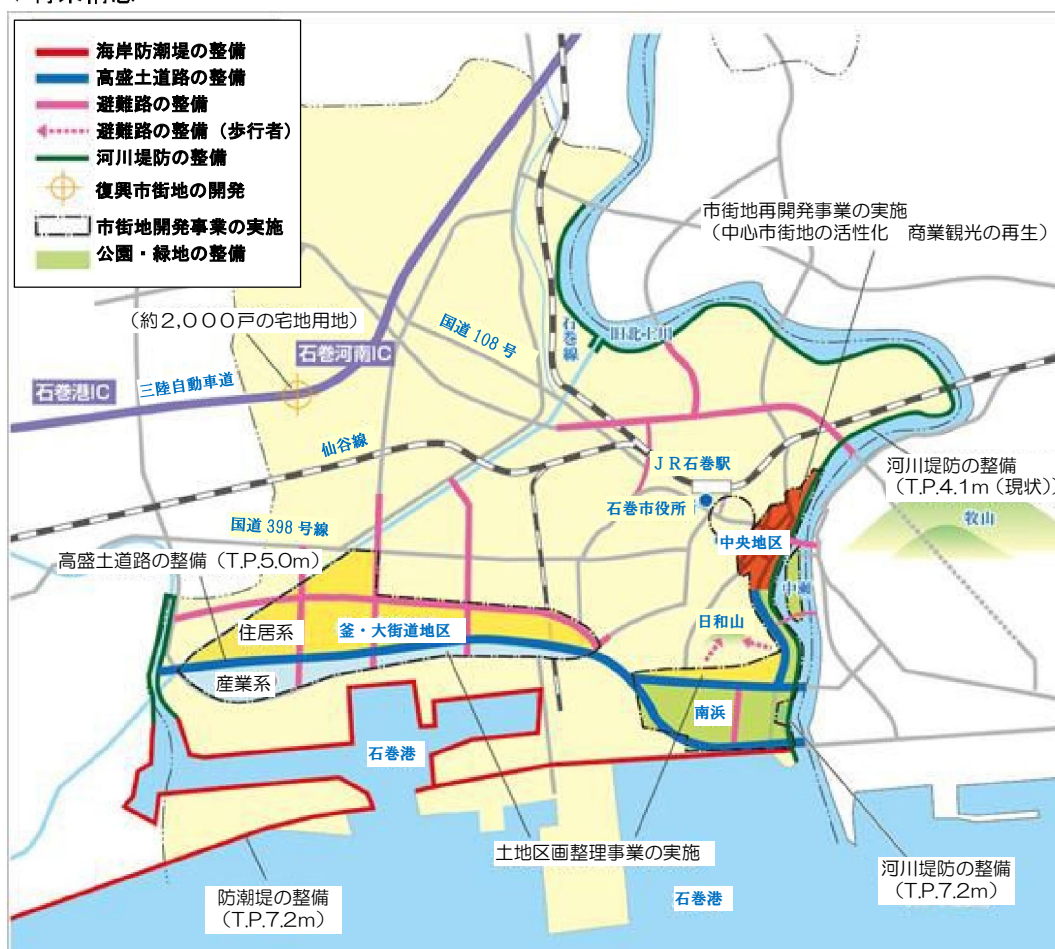 海岸防潮堤の整備
高盛土道路の整備
避難路の整備
避難路の整備（歩行者）
河川堤防の整備
復興市街地の開発
市街地開発事業の実施
公園・緑地の整備
市街地再開発事業の実施
（中心市街地の活性化　商業観光の再生）
（約2,000戸の宅地用地）
国道108号
石巻線
旧北上川
石巻河南IC
石巻港IC
三陸自動車道
仙谷線
JR石巻駅
石巻市役所
河川堤防の整備
（T.P.4.1m（現状））
牧山
国道398号線
中央地区
高盛土道路の整備（T.P.5.0m）
中瀬
日和山
住居系
釜・大街道地区
産業系
南浜
石巻港
土地区画整理事業の実施
防潮堤の整備
（T.P.7.2m）
河川堤防の整備
（T.P.7.2m）
石巻港